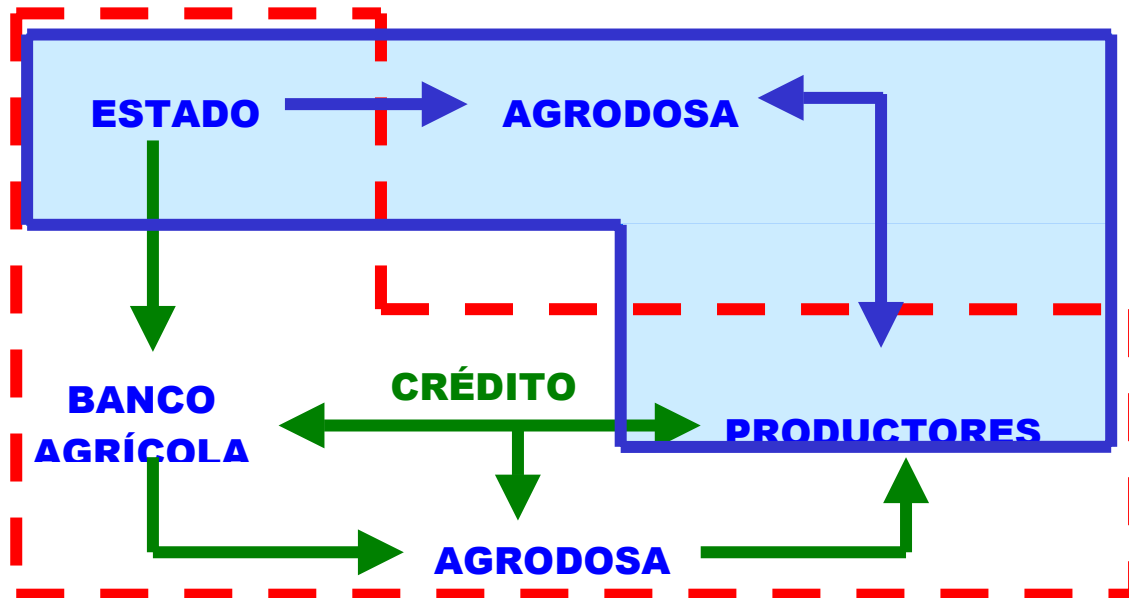 ESTADO
AGRODOSA
CRÉDITO
BANCO
AGRÍCOLA
PRODUCTORES
AGRODOSA